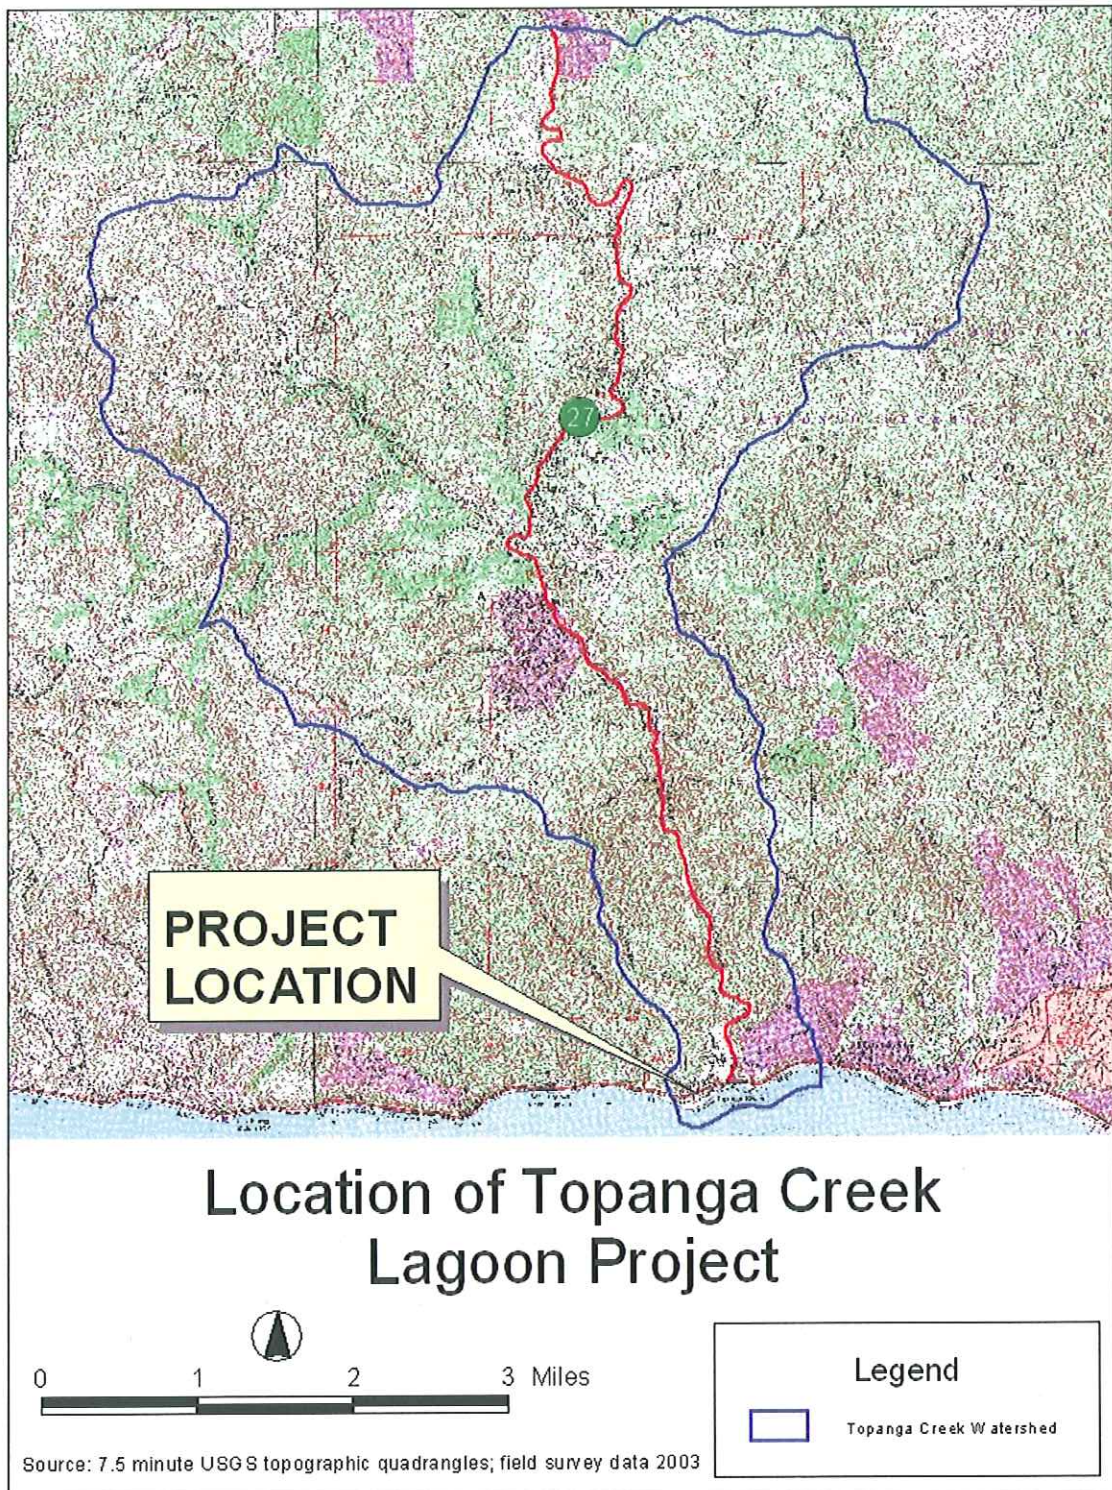 27
PROJECT
LOCATION
Location of Topanga Creek
Lagoon Project
0 1 2 3 Miles
Legend
Topanga Creek Watershed
Source: 7.5 minute USGS topographic quadrangles; field survey data 2003